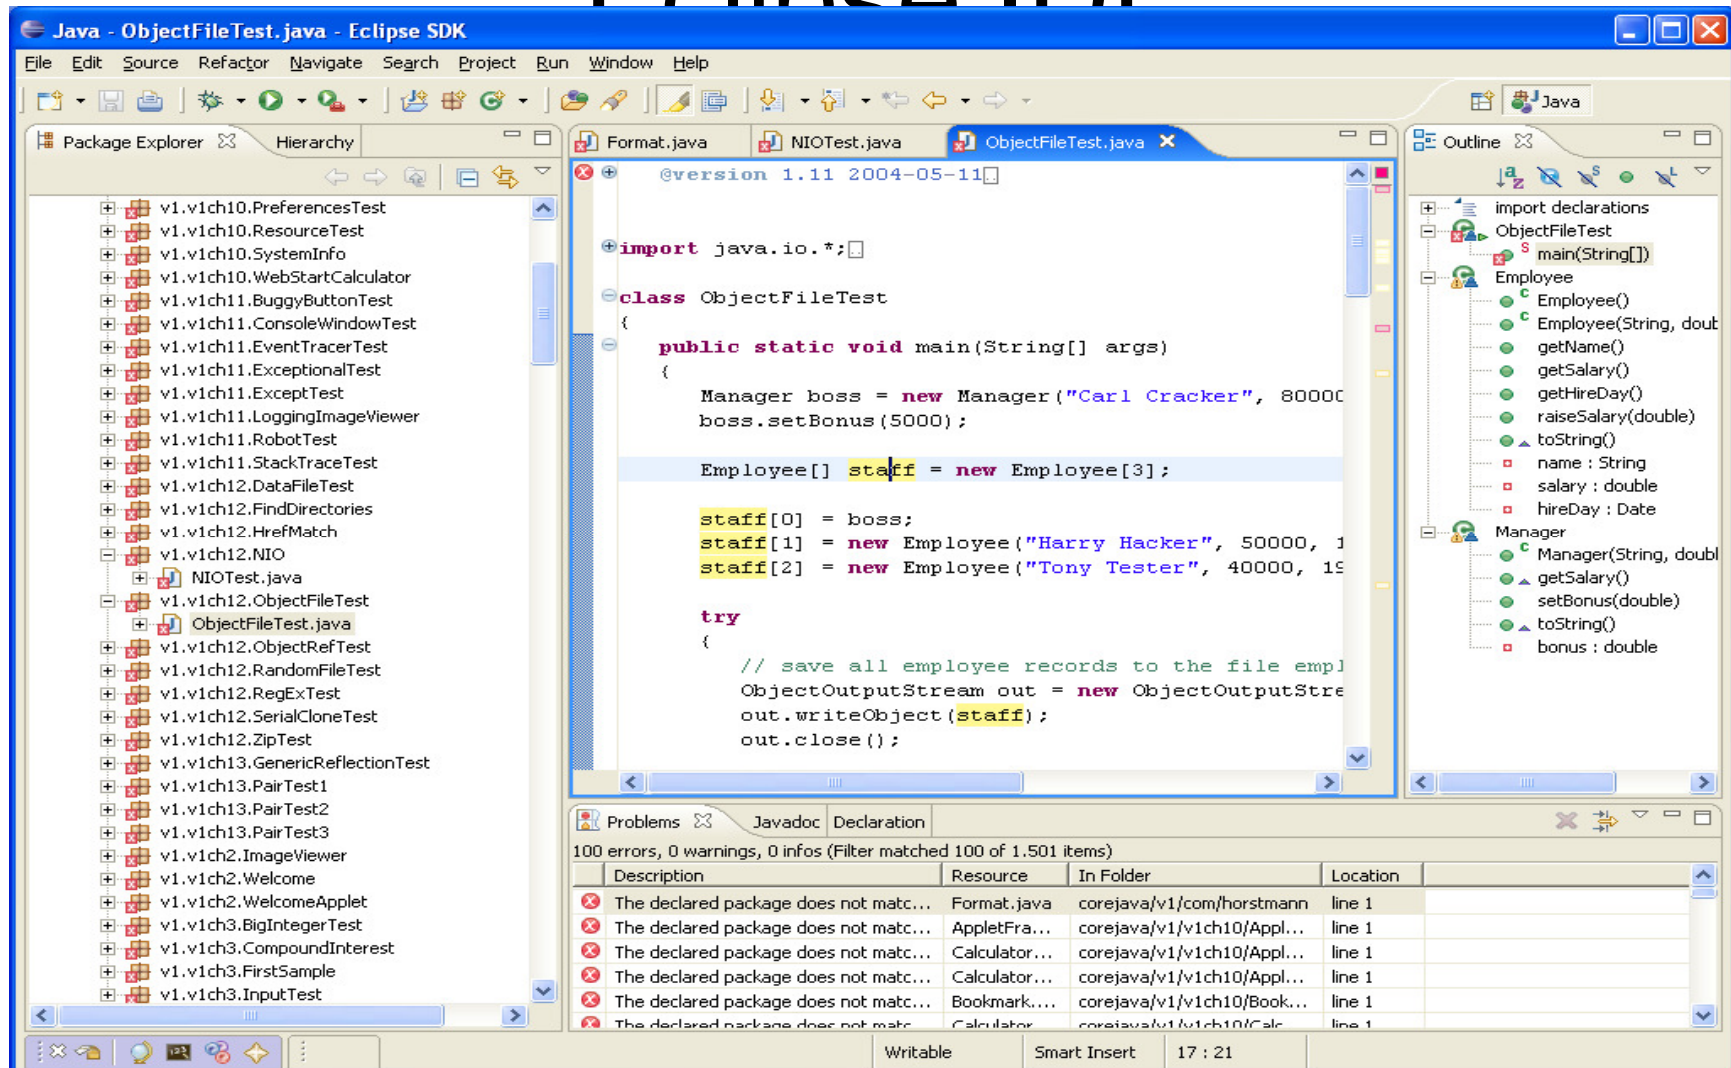 Java - ObjectFileTest.java - Eclipse SDK
File Edit Source Refactor Navigate Search Project Run Window Help
Java
Package Explorer Hierarchy
v1.v1ch10.PreferencesTest
v1.v1ch10.ResourceTest
v1.v1ch10.SystemInfo
v1.v1ch10.WebStartCalculator
v1.v1ch11.BuggyButtonTest
v1.v1ch11.ConsoleWindowTest
v1.v1ch11.EventTracerTest
v1.v1ch11.ExceptionalTest
v1.v1ch11.ExceptTest
v1.v1ch11.LoggingImageViewer
v1.v1ch11.RobotTest
v1.v1ch11.StackTraceTest
v1.v1ch12.DataFileTest
v1.v1ch12.FindDirectories
v1.v1ch12.HrefMatch
v1.v1ch12.NIO
NIOTest.java
v1.v1ch12.ObjectFileTest
ObjectFileTest.java
v1.v1ch12.ObjectRefTest
v1.v1ch12.RandomFileTest
v1.v1ch12.RegExTest
v1.v1ch12.SerialCloneTest
v1.v1ch12.ZipTest
v1.v1ch13.GenericReflectionTest
v1.v1ch13.PairTest1
v1.v1ch13.PairTest2
v1.v1ch13.PairTest3
v1.v1ch2.ImageViewer
v1.v1ch2.Welcome
v1.v1ch2.WelcomeApplet
v1.v1ch3.BigIntegerTest
v1.v1ch3.CompoundInterest
v1.v1ch3.FirstSample
v1.v1ch3.InputTest
Format.java NIOTest.java ObjectFileTest.java
@version 1.11 2004-05-11
import java.io.*;
class ObjectFileTest
{
public static void main(String[] args)
{
Manager boss = new Manager("Carl Cracker", 80000
boss.setBonus(5000);
Employee[] staff = new Employee[3];
staff[0] = boss;
staff[1] = new Employee("Harry Hacker", 50000, 1
staff[2] = new Employee("Tony Tester", 40000, 19
try
{
// save all employee records to the file empl
ObjectOutputStream out = new ObjectOutputStre
out.writeObject(staff);
out.close();
Outline
import declarations
ObjectFileTest
main(String[])
Employee
Employee()
Employee(String, doub
getName()
getSalary()
getHireDay()
raiseSalary(double)
toString()
name : String
salary : double
hireDay : Date
Manager
Manager(String, doubl
getSalary()
setBonus(double)
toString()
bonus : double
Problems Javadoc Declaration
100 errors, 0 warnings, 0 infos (Filter matched 100 of 1.501 items)
Description Resource In Folder Location
The declared package does not matc... Format.java corejava/v1/com/horstmann line 1
The declared package does not matc... AppletFra... corejava/v1/v1ch10/Appl... line 1
The declared package does not matc... Calculator... corejava/v1/v1ch10/Appl... line 1
The declared package does not matc... Calculator... corejava/v1/v1ch10/Appl... line 1
The declared package does not matc... Bookmark.... corejava/v1/v1ch10/Book... line 1
The declared package does not matc Calculator corejava/v1/v1ch10/Calc line 1
Writable Smart Insert 17 : 21